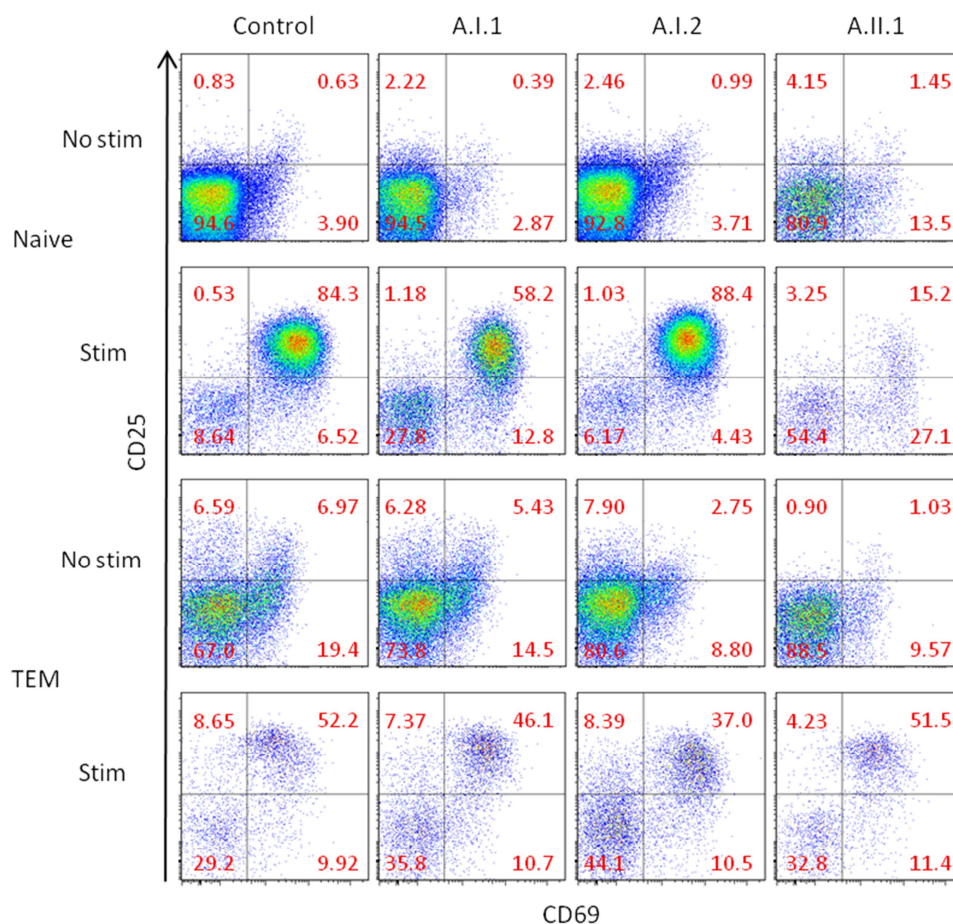 Control A.I.1 A.I.2 A.II.1
0.83 0.63 2.22 0.39 2.46 0.99 4.15 1.45
No stim
94.6 3.90 94.5 2.87 92.8 3.71 80.9 13.5
Naive
0.53 84.3 1.18 58.2 1.03 88.4 3.25 15.2
Stim
8.64 6.52 27.8 12.8 6.17 4.43 54.4 27.1
CD25
6.59 6.97 6.28 5.43 7.90 2.75 0.90 1.03
No stim
67.0 19.4 73.8 14.5 80.6 8.80 88.5 9.57
TEM
8.65 52.2 7.37 46.1 8.39 37.0 4.23 51.5
Stim
29.2 9.92 35.8 10.7 44.1 10.5 32.8 11.4
CD69